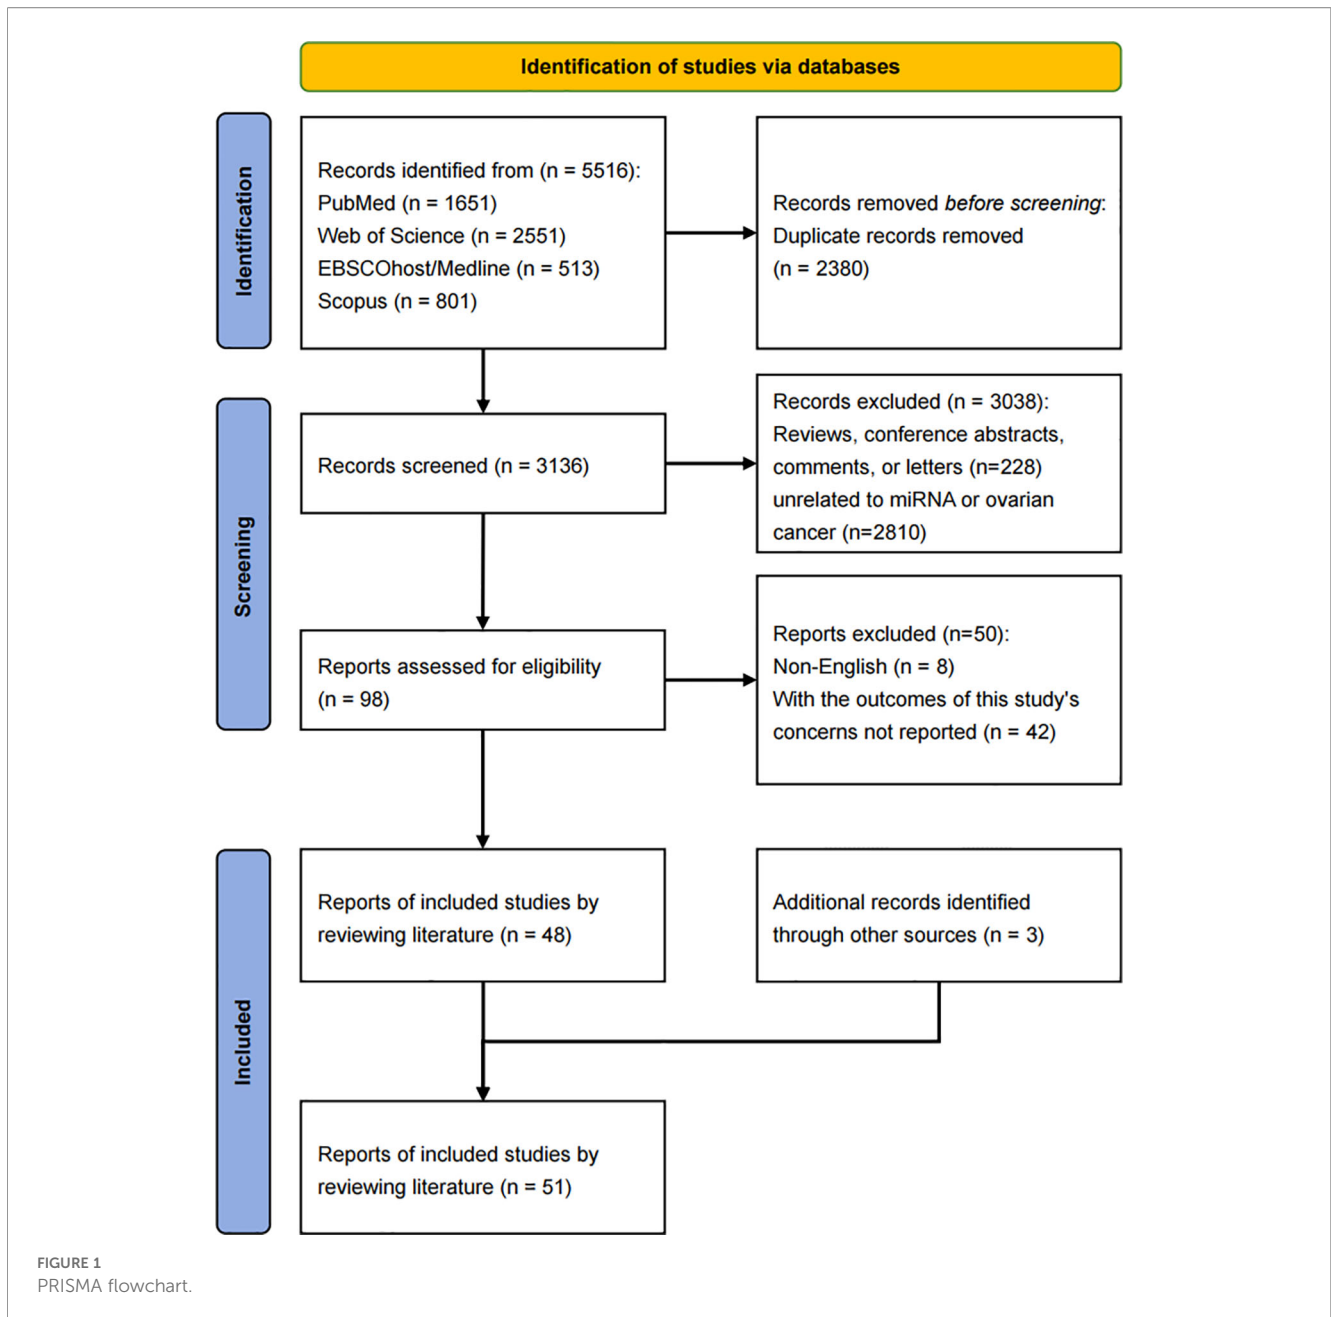 Identification of studies via databases
Identification
Records identified from (n = 5516):
PubMed (n = 1651)
Web of Science (n = 2551)
EBSCOhost/Medline (n = 513)
Scopus (n = 801)
Records removed before screening:
Duplicate records removed
(n = 2380)
Screening
Records screened (n = 3136)
Records excluded (n = 3038):
Reviews, conference abstracts,
comments, or letters (n=228)
unrelated to miRNA or ovarian
cancer (n=2810)
Reports assessed for eligibility
(n = 98)
Reports excluded (n=50):
Non-English (n = 8)
With the outcomes of this study's
concerns not reported (n = 42)
Included
Reports of included studies by
reviewing literature (n = 48)
Additional records identified
through other sources (n = 3)
Reports of included studies by
reviewing literature (n = 51)
FIGURE 1
PRISMA flowchart.